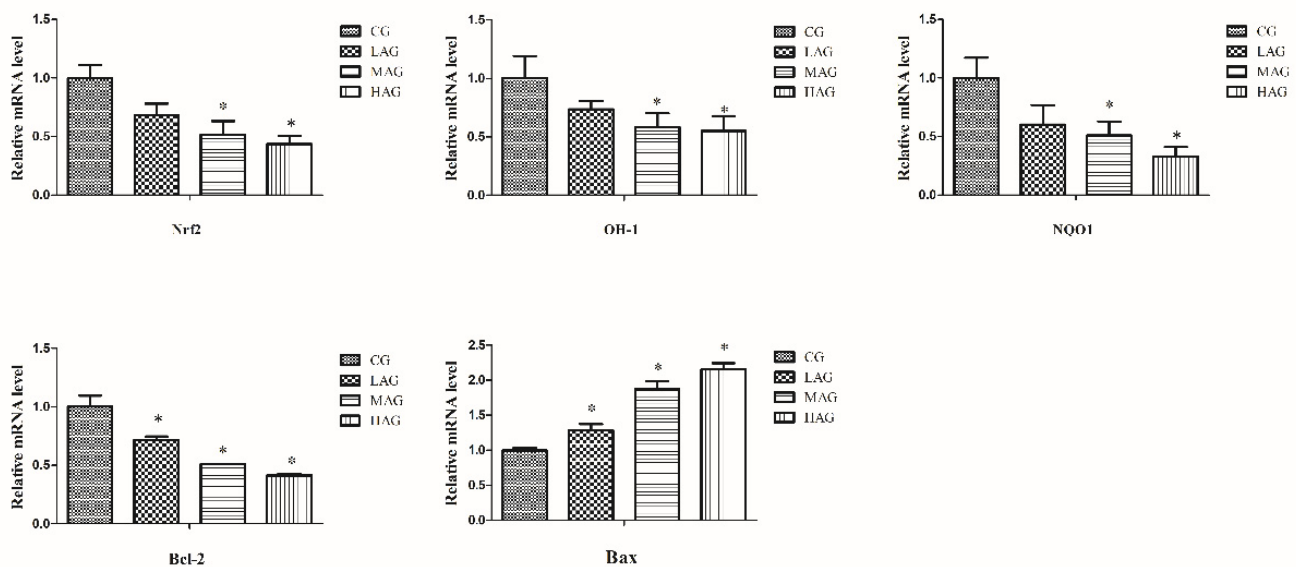 Relative mRNA level
1.5
1.0
0.5
0.0
*
*
Nrf2
CG
LAG
MAG
HAG
Relative mRNA level
1.5
1.0
0.5
0.0
*
*
OH-1
CG
LAG
MAG
HAG
Relative mRNA level
1.5
1.0
0.5
0.0
*
*
NQO1
CG
LAG
MAG
HAG
Relative mRNA level
1.5
1.0
0.5
0.0
*
*
*
Bcl-2
CG
LAG
MAG
HAG
Relative mRNA level
2.5
2.0
1.5
1.0
0.5
0.0
*
*
*
Bax
CG
LAG
MAG
HAG